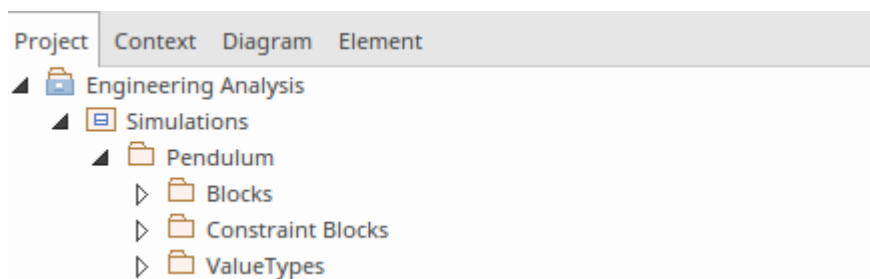 Project Context Diagram Element
Engineering Analysis
Simulations
Pendulum
Blocks
Constraint Blocks
ValueTypes